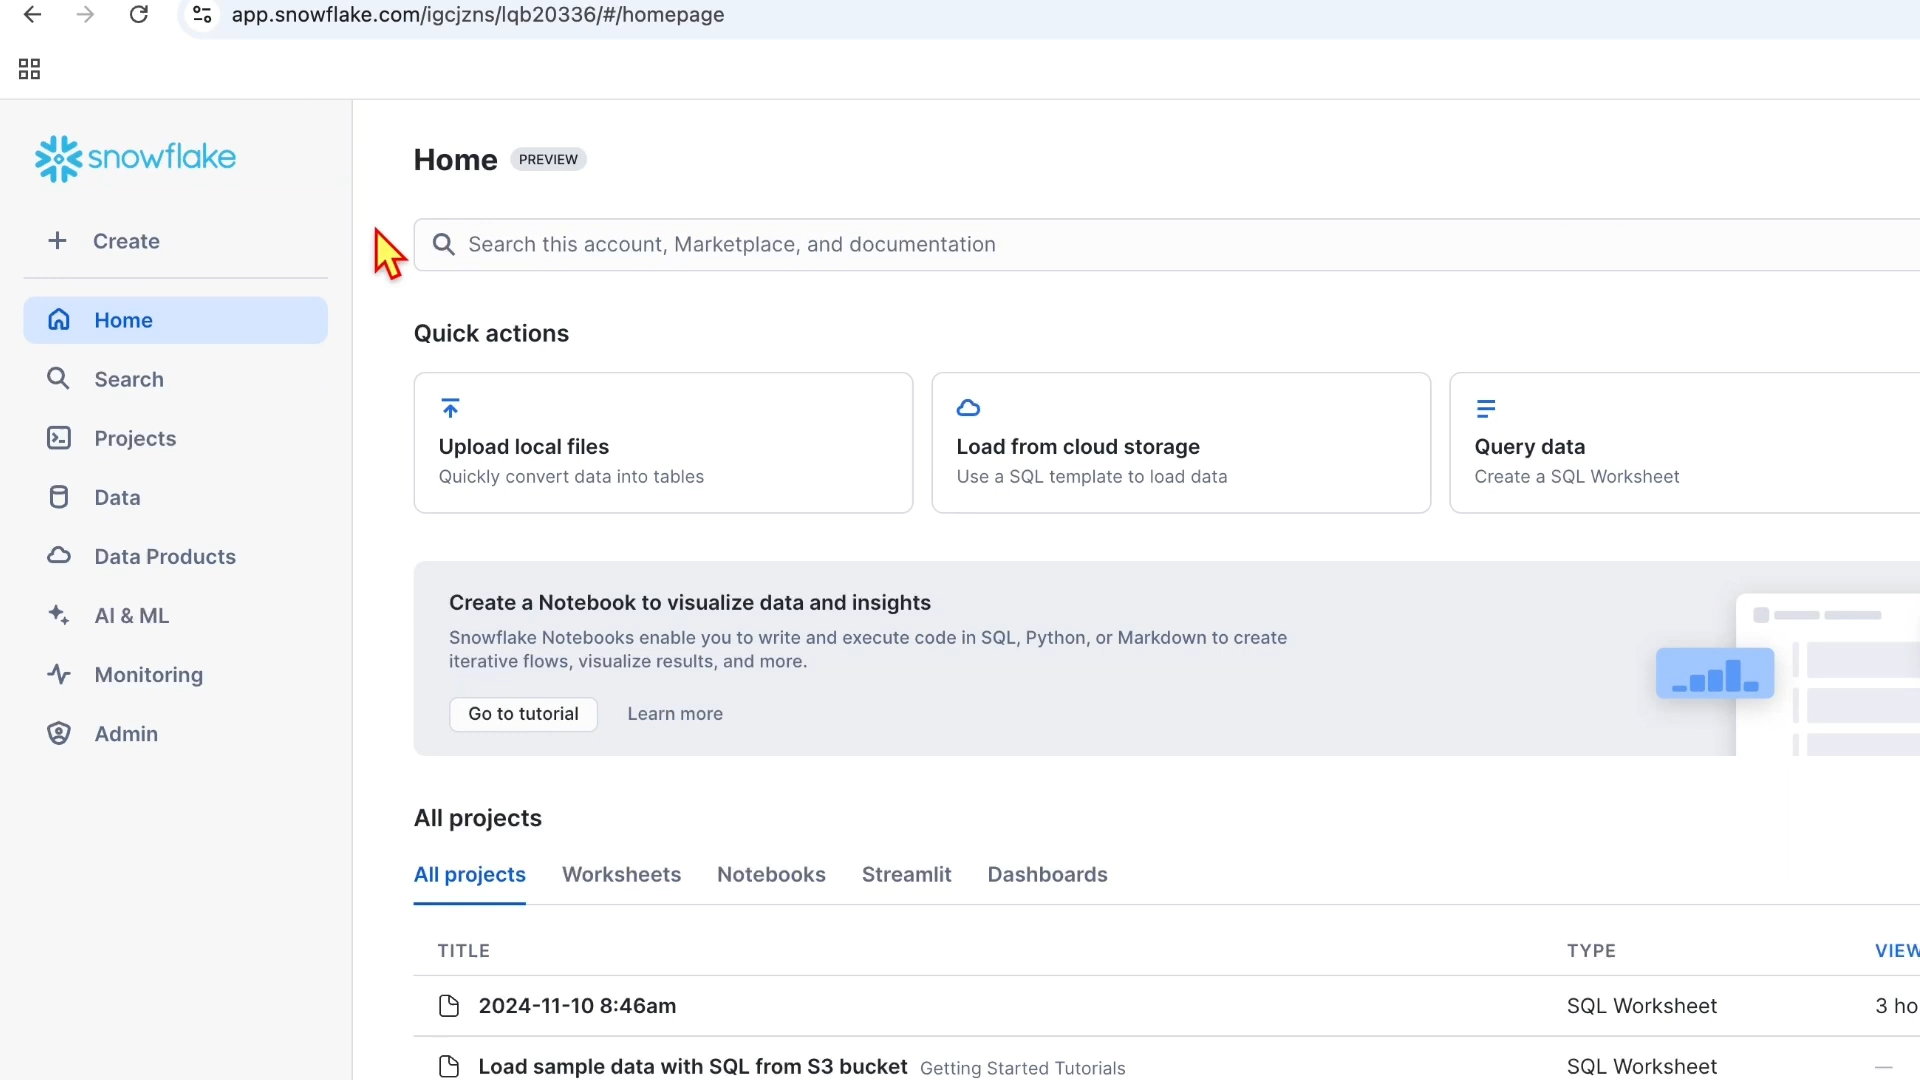 app.snowflake.com/igcjzns/lqb20336/#/homepage
snowflake
Create
Home
Search
Projects
Data
Data Products
AI & ML
Monitoring
Admin
Home PREVIEW
Search this account, Marketplace, and documentation
Quick actions
Upload local files
Quickly convert data into tables
Load from cloud storage
Use a SQL template to load data
Query data
Create a SQL Worksheet
Create a Notebook to visualize data and insights
Snowflake Notebooks enable you to write and execute code in SQL, Python, or Markdown to create
iterative flows, visualize results, and more.
Go to tutorial Learn more
All projects
All projects Worksheets Notebooks Streamlit Dashboards
TITLE TYPE VIEW
2024-11-10 8:46am SQL Worksheet 3 ho
Load sample data with SQL from S3 bucket Getting Started Tutorials SQL Worksheet —